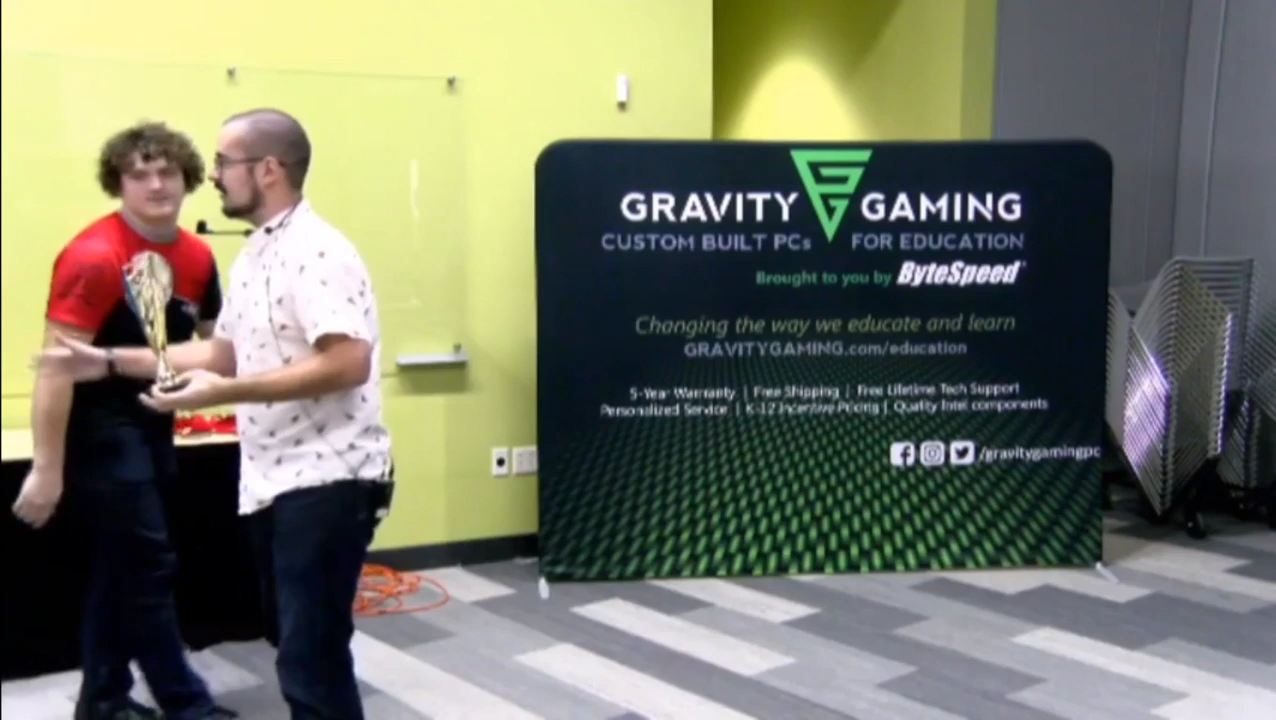 GRAVITY GAMING
CUSTOM BUILT PCs FOR EDUCATION
Brought to you by ByteSpeed
Changing the way we educate and learn
GRAVITYGAMING.com/education
5-Year Warranty | Free Shipping | Free Lifetime Tech Support
Personalized Service | K-12 Incentive Pricing | Quality Intel components
/gravitygamingpc